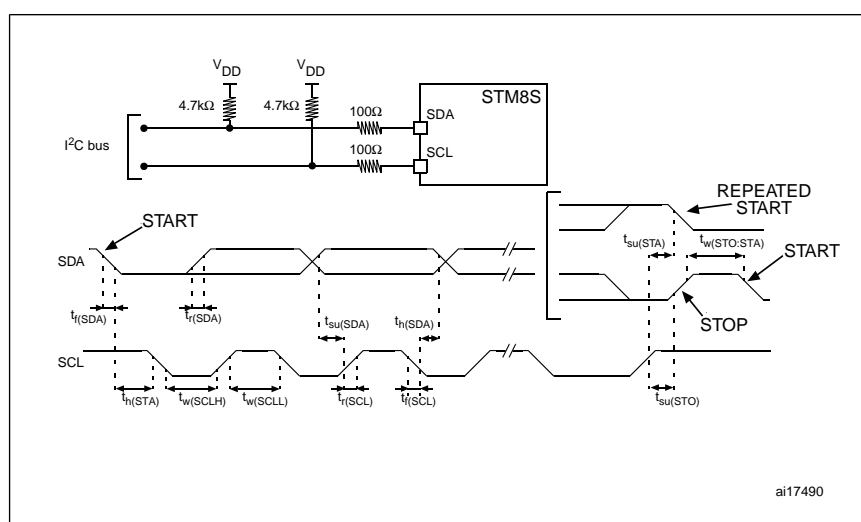 V_DD V_DD
STM8S
4.7kΩ 4.7kΩ 100Ω SDA
I²C bus
100Ω SCL
REPEATED
START
START
t_su(STA) t_w(STO:STA)
START
SDA
STOP
t_f(SDA) t_r(SDA) t_su(SDA) t_h(SDA)
SCL
t_h(STA) t_w(SCLH) t_w(SCLL) t_r(SCL) t_f(SCL) t_su(STO)
ai17490